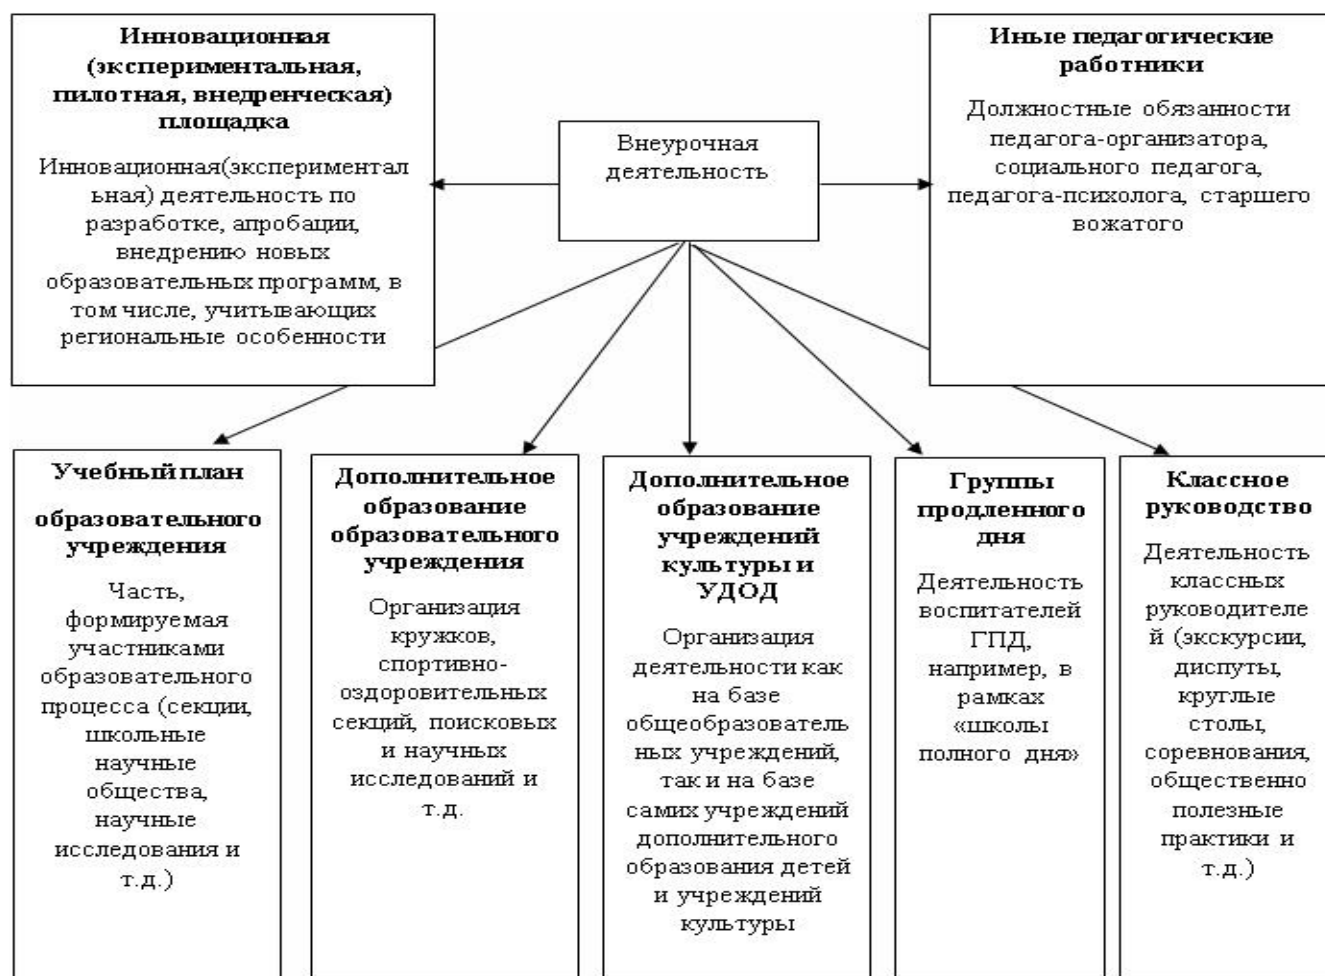 Инновационная
(экспериментальная,
пилотная, внедренческая)
площадка
Инновационная(экспериментал
ьная) деятельность по
разработке, апробации,
внедрению новых
образовательных программ, в
том числе, учитывающих
региональные особенности
Внеурочная
деятельность
Иные педагогические
работники
Должностные обязанности
педагога-организатора,
социального педагога,
педагога-психолога, старшего
вожатого
Учебный план
образовательного
учреждения
Часть,
формируемая
участниками
образовательного
процесса (секции,
школьные
научные
общества,
научные
исследования и
т.д.)
Дополнительное
образование
образовательного
учреждения
Организация
кружков,
спортивно-
оздоровительных
секций, поисковых
и научных
исследований и
т.д.
Дополнительное
образование
учреждений
культуры и
УДОД
Организация
деятельности как
на базе
общеобразователь
ных учреждений,
так и на базе
самих учреждений
дополнительного
образования детей
и учреждений
культуры
Группы
продленного
дня
Деятельность
воспитателей
ГПД,
например, в
рамках
«школы
полного дня»
Классное
руководство
Деятельность
классных
руководителе
й (экскурсии,
диспуты,
круглые
столы,
соревнования,
общественно
полезные
практики и
т.д.)